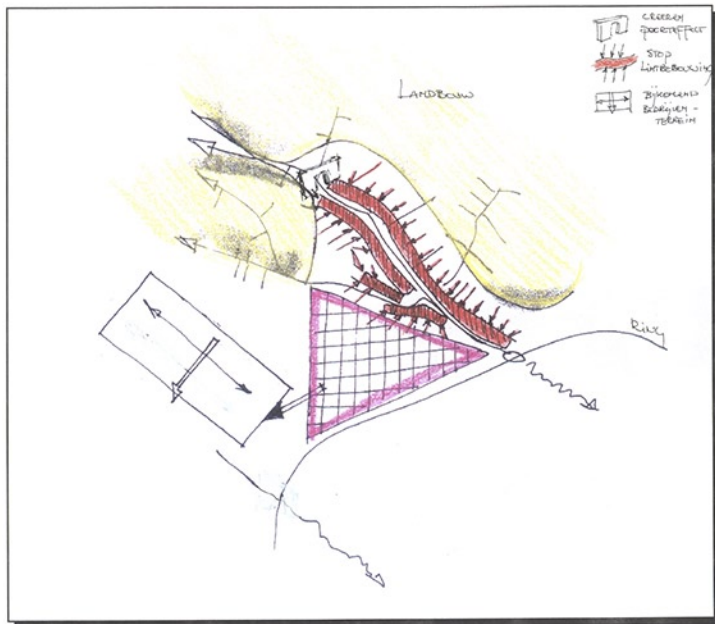 CREËREN
POORTEFFECT
STOP
LINTBEBOUWING
BIJKOMEND
BEDRIJVEN-
TERREIN
LANDBOUW
RING